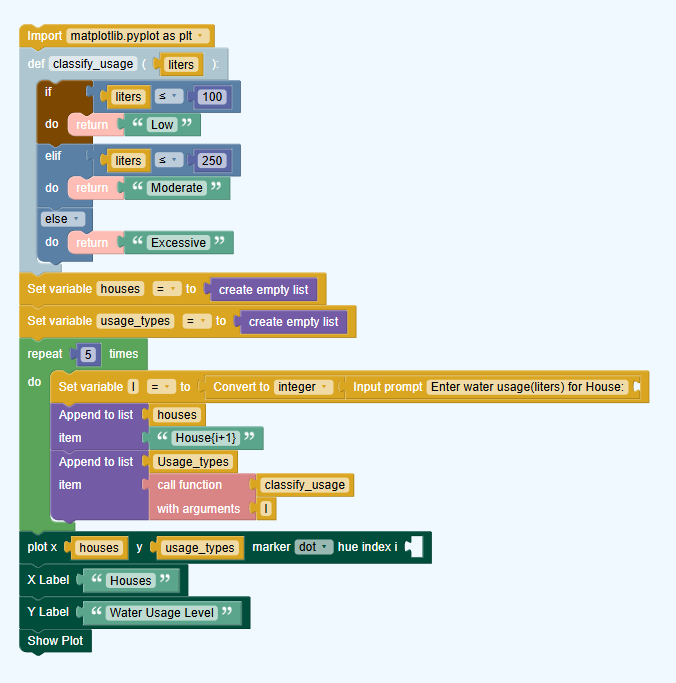 Import matplotlib.pyplot as plt
def classify_usage ( liters ):
if liters ≤ 100
do return “ Low ”
elif liters ≤ 250
do return “ Moderate ”
else
do return “ Excessive ”
Set variable houses = to create empty list
Set variable usage_types = to create empty list
repeat 5 times
do Set variable l = to Convert to integer Input prompt Enter water usage(liters) for House:
Append to list houses
item “ House{i+1} ”
Append to list Usage_types
item call function classify_usage
with arguments l
plot x houses y usage_types marker dot hue index i
X Label “ Houses ”
Y Label “ Water Usage Level ”
Show Plot